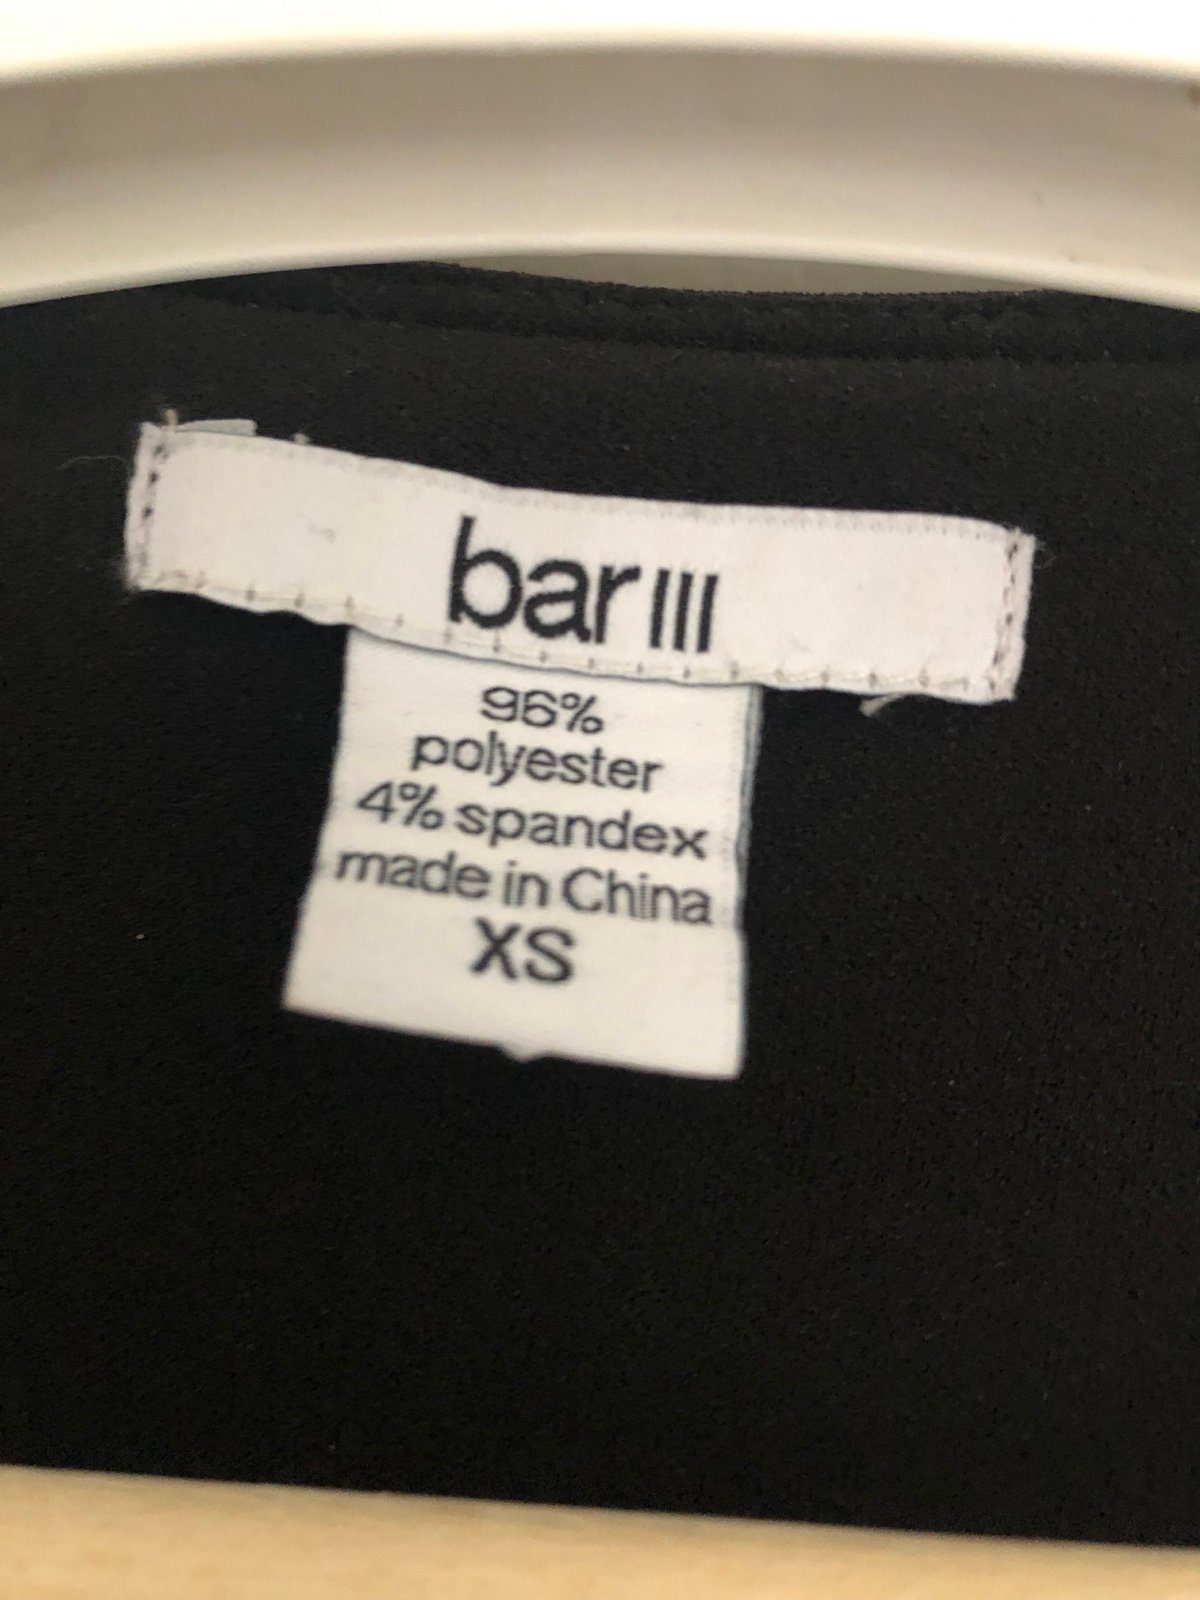 bar III
96%
polyester
4% spandex
made in China
XS